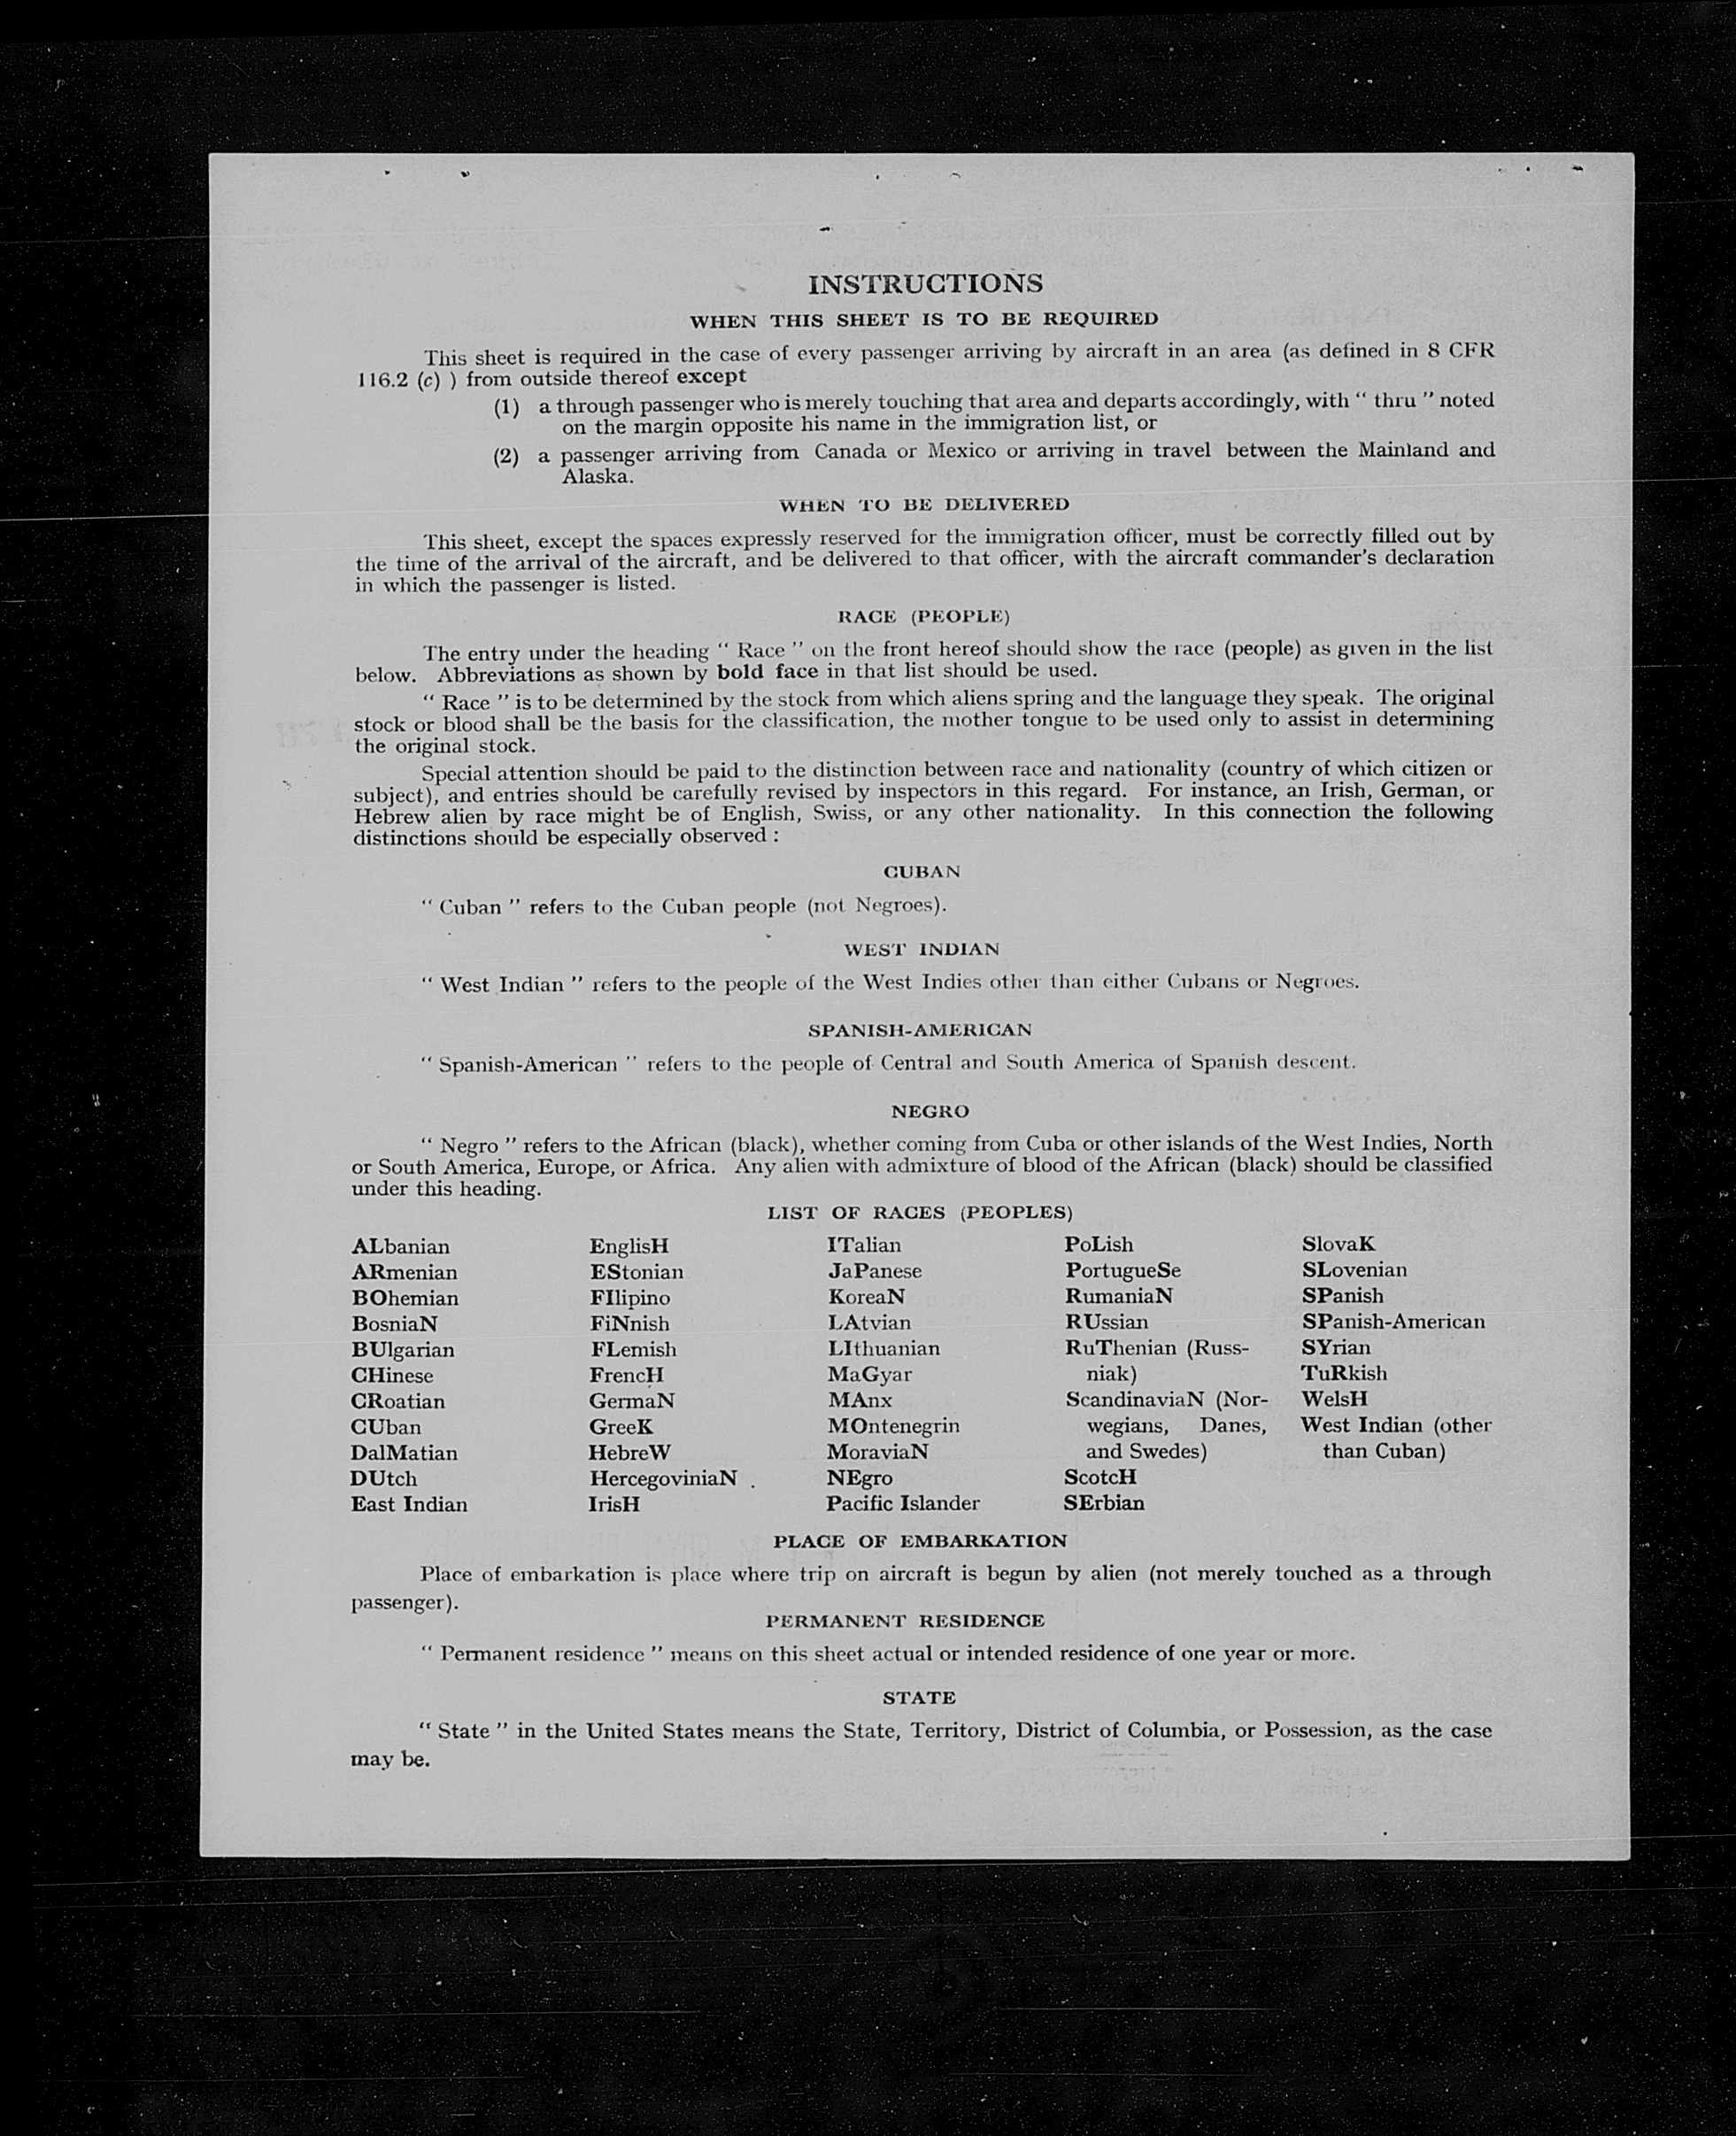 INSTRUCTIONS
WHEN THIS SHEET IS TO BE REQUIRED
This sheet is required in the case of every passenger arriving by aircraft in an area (as defined in 8 CFR
116.2 (c) ) from outside thereof except
(1) a through passenger who is merely touching that area and departs accordingly, with “ thru ” noted
on the margin opposite his name in the immigration list, or
(2) a passenger arriving from Canada or Mexico or arriving in travel between the Mainland and
Alaska.
WHEN TO BE DELIVERED
This sheet, except the spaces expressly reserved for the immigration officer, must be correctly filled out by
the time of the arrival of the aircraft, and be delivered to that officer, with the aircraft commander’s declaration
in which the passenger is listed.
RACE (PEOPLE)
The entry under the heading “ Race ” on the front hereof should show the race (people) as given in the list
below. Abbreviations as shown by bold face in that list should be used.
“ Race ” is to be determined by the stock from which aliens spring and the language they speak. The original
stock or blood shall be the basis for the classification, the mother tongue to be used only to assist in determining
the original stock.
Special attention should be paid to the distinction between race and nationality (country of which citizen or
subject), and entries should be carefully revised by inspectors in this regard. For instance, an Irish, German, or
Hebrew alien by race might be of English, Swiss, or any other nationality. In this connection the following
distinctions should be especially observed :
CUBAN
“ Cuban ” refers to the Cuban people (not Negroes).
WEST INDIAN
“ West Indian ” refers to the people of the West Indies other than either Cubans or Negroes.
SPANISH-AMERICAN
“ Spanish-American ” refers to the people of Central and South America of Spanish descent.
NEGRO
“ Negro ” refers to the African (black), whether coming from Cuba or other islands of the West Indies, North
or South America, Europe, or Africa. Any alien with admixture of blood of the African (black) should be classified
under this heading.
LIST OF RACES (PEOPLES)
ALbanian
ARmenian
BOhemian
BosniaN
BUlgarian
CHinese
CRoatian
CUban
DalMatian
DUtch
East Indian
EnglisH
EStonian
FIlipino
FiNnish
FLemish
FrencH
GermaN
GreeK
HebreW
HercegoviniaN
IrisH
ITalian
JaPanese
KoreaN
LAtvian
LIthuanian
MaGyar
MAnx
MOntenegrin
MoraviaN
NEgro
Pacific Islander
PoLish
PortugueSe
RumaniaN
RUssian
RuThenian (Russ-
niak)
ScandinaviaN (Nor-
wegians, Danes,
and Swedes)
ScotcH
SErbian
SlovaK
SLovenian
SPanish
SPanish-American
SYrian
TuRkish
WelsH
West Indian (other
than Cuban)
PLACE OF EMBARKATION
Place of embarkation is place where trip on aircraft is begun by alien (not merely touched as a through
passenger).
PERMANENT RESIDENCE
“ Permanent residence ” means on this sheet actual or intended residence of one year or more.
STATE
“ State ” in the United States means the State, Territory, District of Columbia, or Possession, as the case
may be.